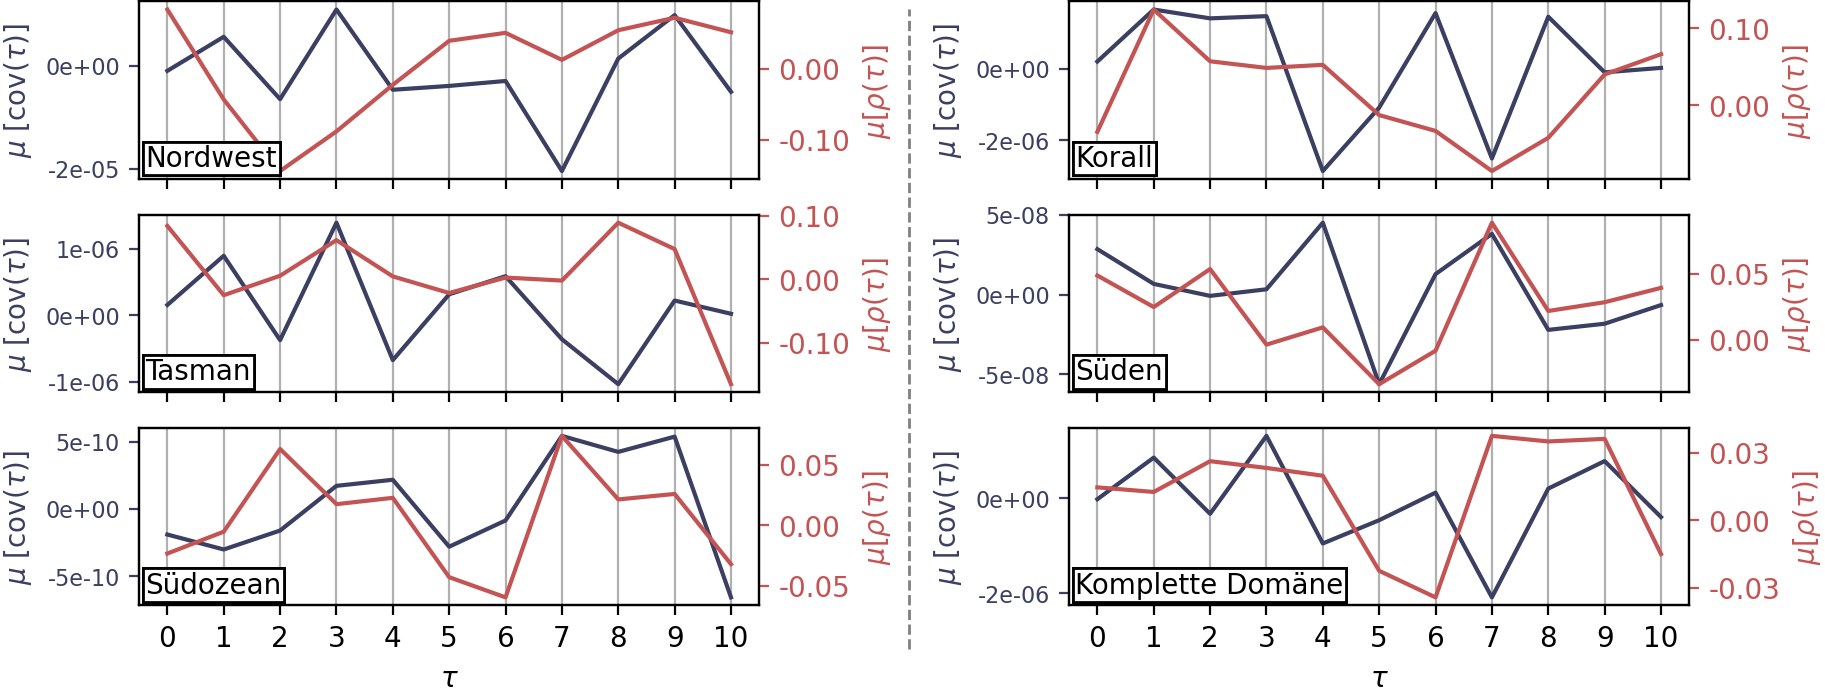 μ [cov(τ)]
0e+00
-2e-05
0.00
-0.10
μ[ρ(τ)]
Nordwest
μ [cov(τ)]
0e+00
-2e-06
0.10
0.00
μ[ρ(τ)]
Korall
μ [cov(τ)]
1e-06
0e+00
-1e-06
0.10
0.00
-0.10
μ[ρ(τ)]
Tasman
μ [cov(τ)]
5e-08
0e+00
-5e-08
0.05
0.00
μ[ρ(τ)]
Süden
μ [cov(τ)]
5e-10
0e+00
-5e-10
0.05
0.00
-0.05
μ[ρ(τ)]
Südozean
0 1 2 3 4 5 6 7 8 9 10
τ
μ [cov(τ)]
0e+00
-2e-06
0.03
0.00
-0.03
μ[ρ(τ)]
Komplette Domäne
0 1 2 3 4 5 6 7 8 9 10
τ